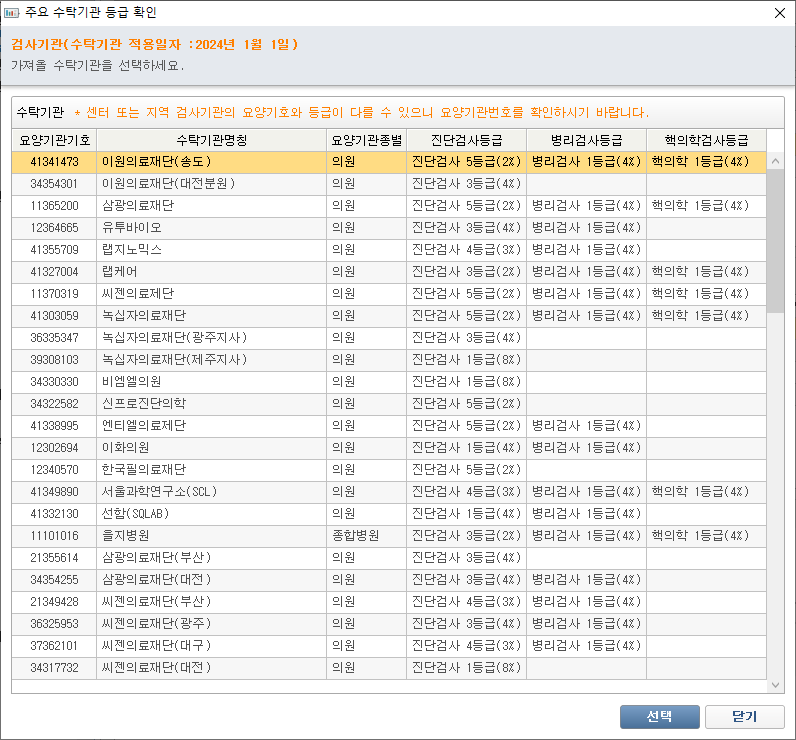 주요 수탁기관 등급 확인
검사기관(수탁기관 적용일자 :2024년 1월 1일)
가져올 수탁기관을 선택하세요.
수탁기관 * 센터 또는 지역 검사기관의 요양기호와 등급이 다를 수 있으니 요양기관번호를 확인하시기 바랍니다.
요양기관기호 수탁기관명칭 요양기관종별 진단검사등급 병리검사등급 핵의학검사등급
41341473 이원의료재단(송도) 의원 진단검사 5등급(2%) 병리검사 1등급(4%) 핵의학 1등급(4%)
34354301 이원의료재단(대전분원) 의원 진단검사 3등급(4%)
11365200 삼광의료재단 의원 진단검사 5등급(2%) 병리검사 1등급(4%) 핵의학 1등급(4%)
12364665 유투바이오 의원 진단검사 3등급(4%) 병리검사 1등급(4%)
41355709 랩지노믹스 의원 진단검사 4등급(3%) 병리검사 1등급(4%)
41327004 랩케어 의원 진단검사 3등급(2%) 병리검사 1등급(4%) 핵의학 1등급(4%)
11370319 씨젠의료제단 의원 진단검사 5등급(2%) 병리검사 1등급(4%) 핵의학 1등급(4%)
41303059 녹십자의료재단 의원 진단검사 5등급(2%) 병리검사 1등급(4%) 핵의학 1등급(4%)
36335347 녹십자의료재단(광주지사) 의원 진단검사 3등급(4%)
39308103 녹십자의료재단(제주지사) 의원 진단검사 1등급(8%)
34330330 비엠엘의원 의원 진단검사 1등급(8%)
34322582 신프로진단의학 의원 진단검사 5등급(2%)
41338995 엔티엘의료제단 의원 진단검사 5등급(2%) 병리검사 1등급(4%)
12302694 이화의원 의원 진단검사 1등급(4%) 병리검사 1등급(4%)
12340570 한국필의료재단 의원 진단검사 5등급(2%)
41349890 서울과학연구소(SCL) 의원 진단검사 4등급(3%) 병리검사 1등급(4%) 핵의학 1등급(4%)
41332130 선함(SQLAB) 의원 진단검사 1등급(4%) 병리검사 1등급(4%)
11101016 을지병원 종합병원 진단검사 3등급(2%) 병리검사 1등급(4%) 핵의학 1등급(4%)
21355614 삼광의료재단(부산) 의원 진단검사 3등급(4%)
34354255 삼광의료재단(대전) 의원 진단검사 3등급(4%) 병리검사 1등급(4%)
21349428 씨젠의료재단(부산) 의원 진단검사 4등급(3%) 병리검사 1등급(4%)
36325953 씨젠의료재단(광주) 의원 진단검사 3등급(4%) 병리검사 1등급(4%)
37362101 씨젠의료재단(대구) 의원 진단검사 4등급(3%) 병리검사 1등급(4%)
34317732 씨젠의료재단(대전) 의원 진단검사 1등급(8%)
선택 닫기